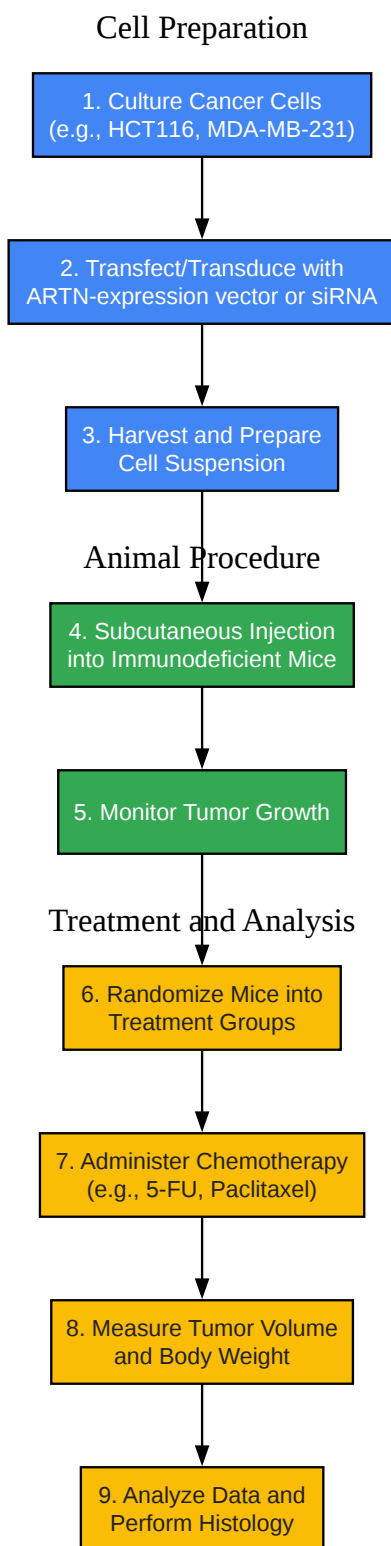 Cell Preparation
1. Culture Cancer Cells
(e.g., HCT116, MDA-MB-231)
2. Transfect/Transduce with
ARTN-expression vector or siRNA
3. Harvest and Prepare
Cell Suspension
Animal Procedure
4. Subcutaneous Injection
into Immunodeficient Mice
5. Monitor Tumor Growth
Treatment and Analysis
6. Randomize Mice into
Treatment Groups
7. Administer Chemotherapy
(e.g., 5-FU, Paclitaxel)
8. Measure Tumor Volume
and Body Weight
9. Analyze Data and
Perform Histology